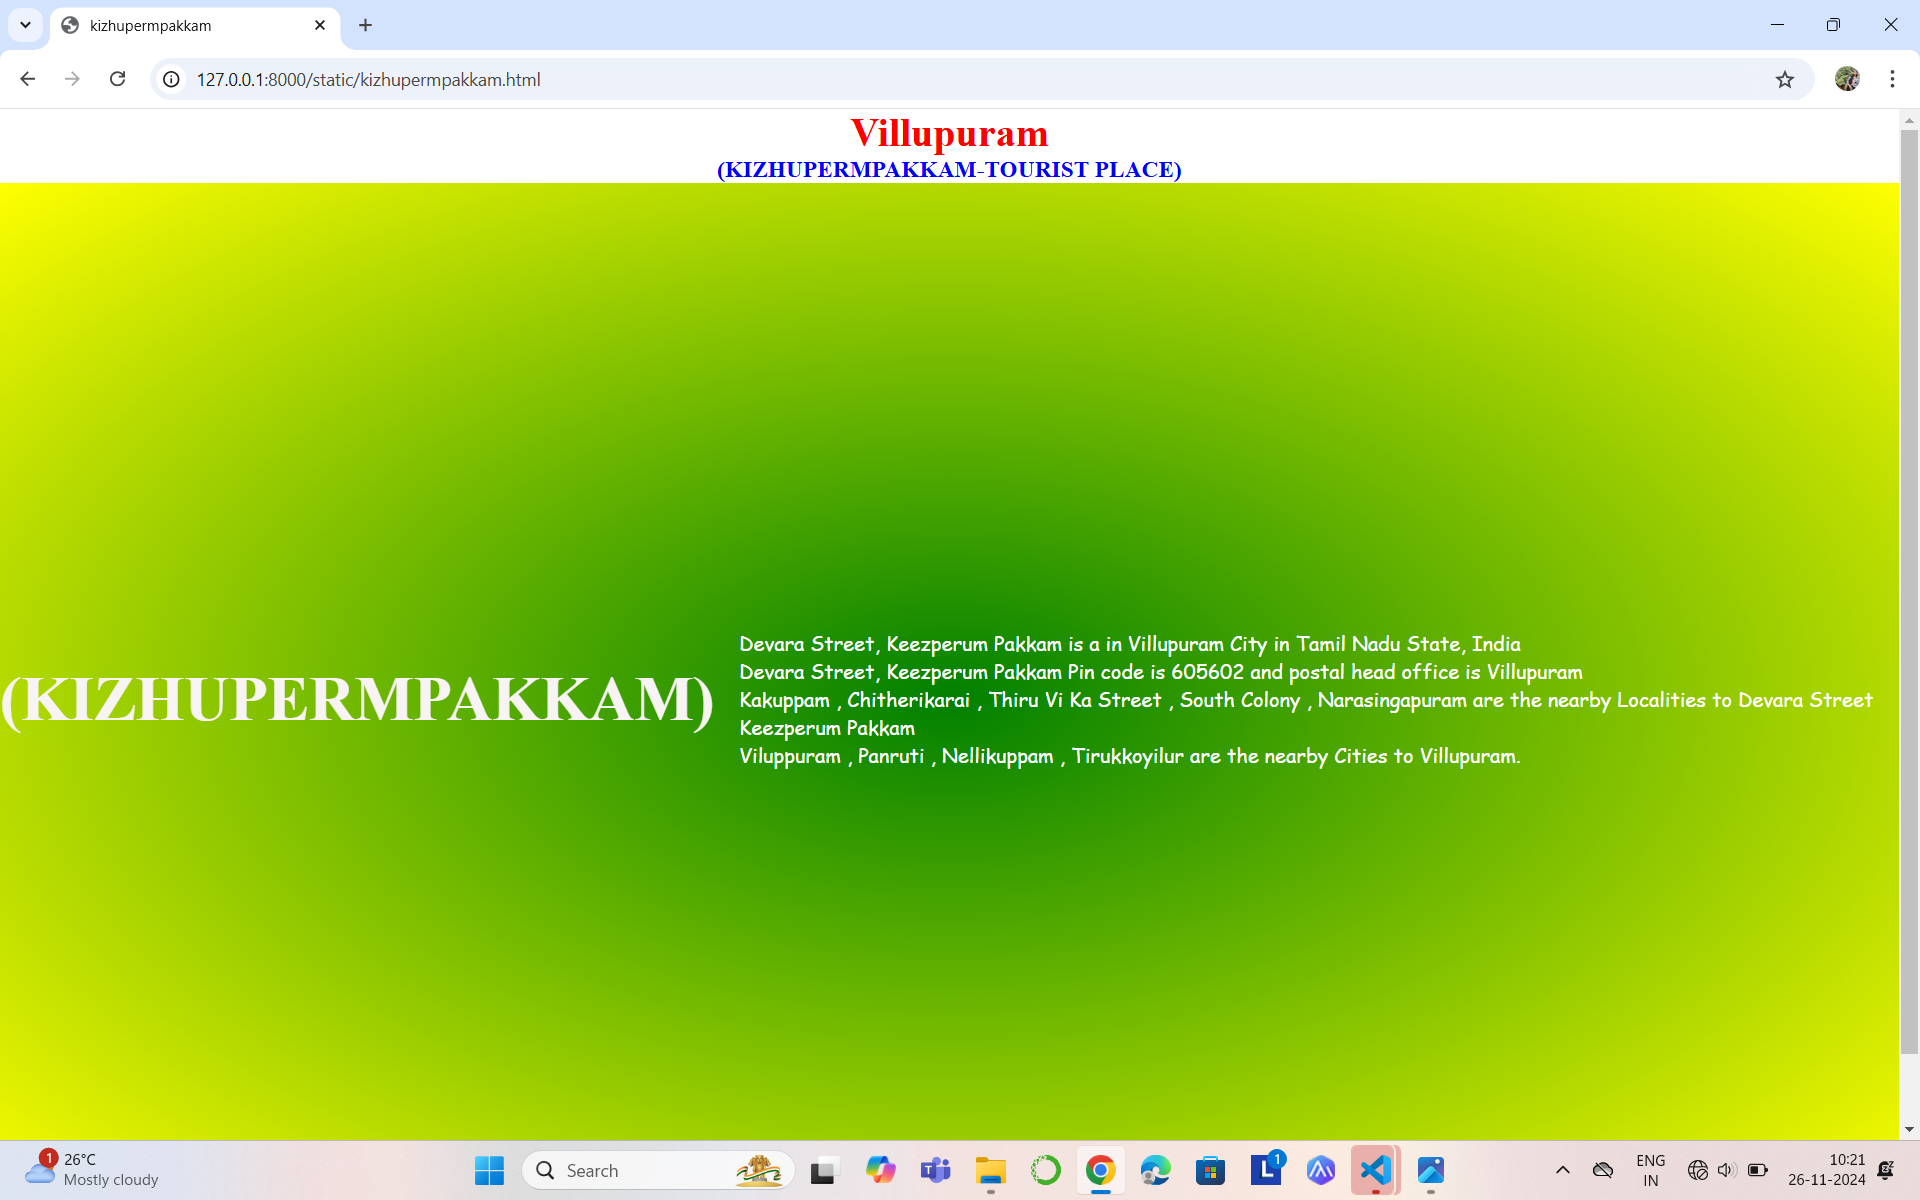 kizhupermpakkam
127.0.0.1:8000/static/kizhupermpakkam.html
Villupuram
(KIZHUPERMPAKKAM-TOURIST PLACE)
(KIZHUPERMPAKKAM)
Devara Street, Keezperum Pakkam is a in Villupuram City in Tamil Nadu State, India
Devara Street, Keezperum Pakkam Pin code is 605602 and postal head office is Villupuram
Kakuppam , Chitherikarai , Thiru Vi Ka Street , South Colony , Narasingapuram are the nearby Localities to Devara Street
Keezperum Pakkam
Viluppuram , Panruti , Nellikuppam , Tirukkoyilur are the nearby Cities to Villupuram.
1
26°C
Mostly cloudy
Search
L
1
ENG
IN
10:21
26-11-2024